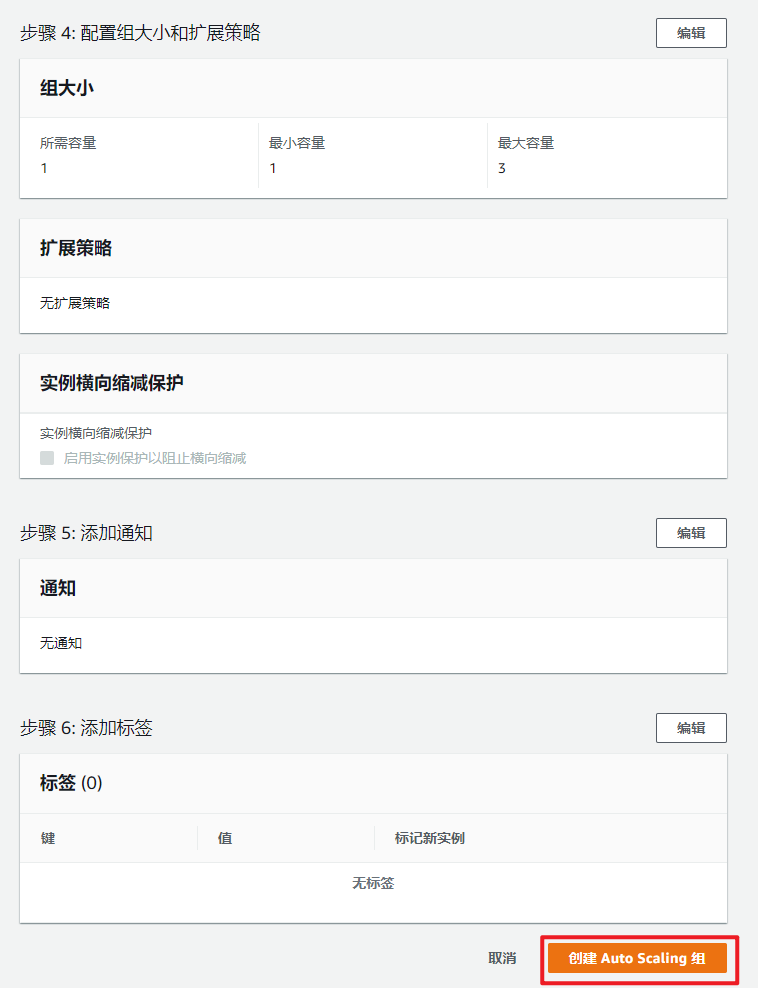 步骤 4: 配置组大小和扩展策略
编辑
组大小
所需容量
最小容量
最大容量
1
1
3
扩展策略
无扩展策略
实例横向缩减保护
实例横向缩减保护
启用实例保护以阻止横向缩减
步骤 5: 添加通知
编辑
通知
无通知
步骤 6: 添加标签
编辑
标签 (0)
键
值
标记新实例
无标签
取消
创建 Auto Scaling 组